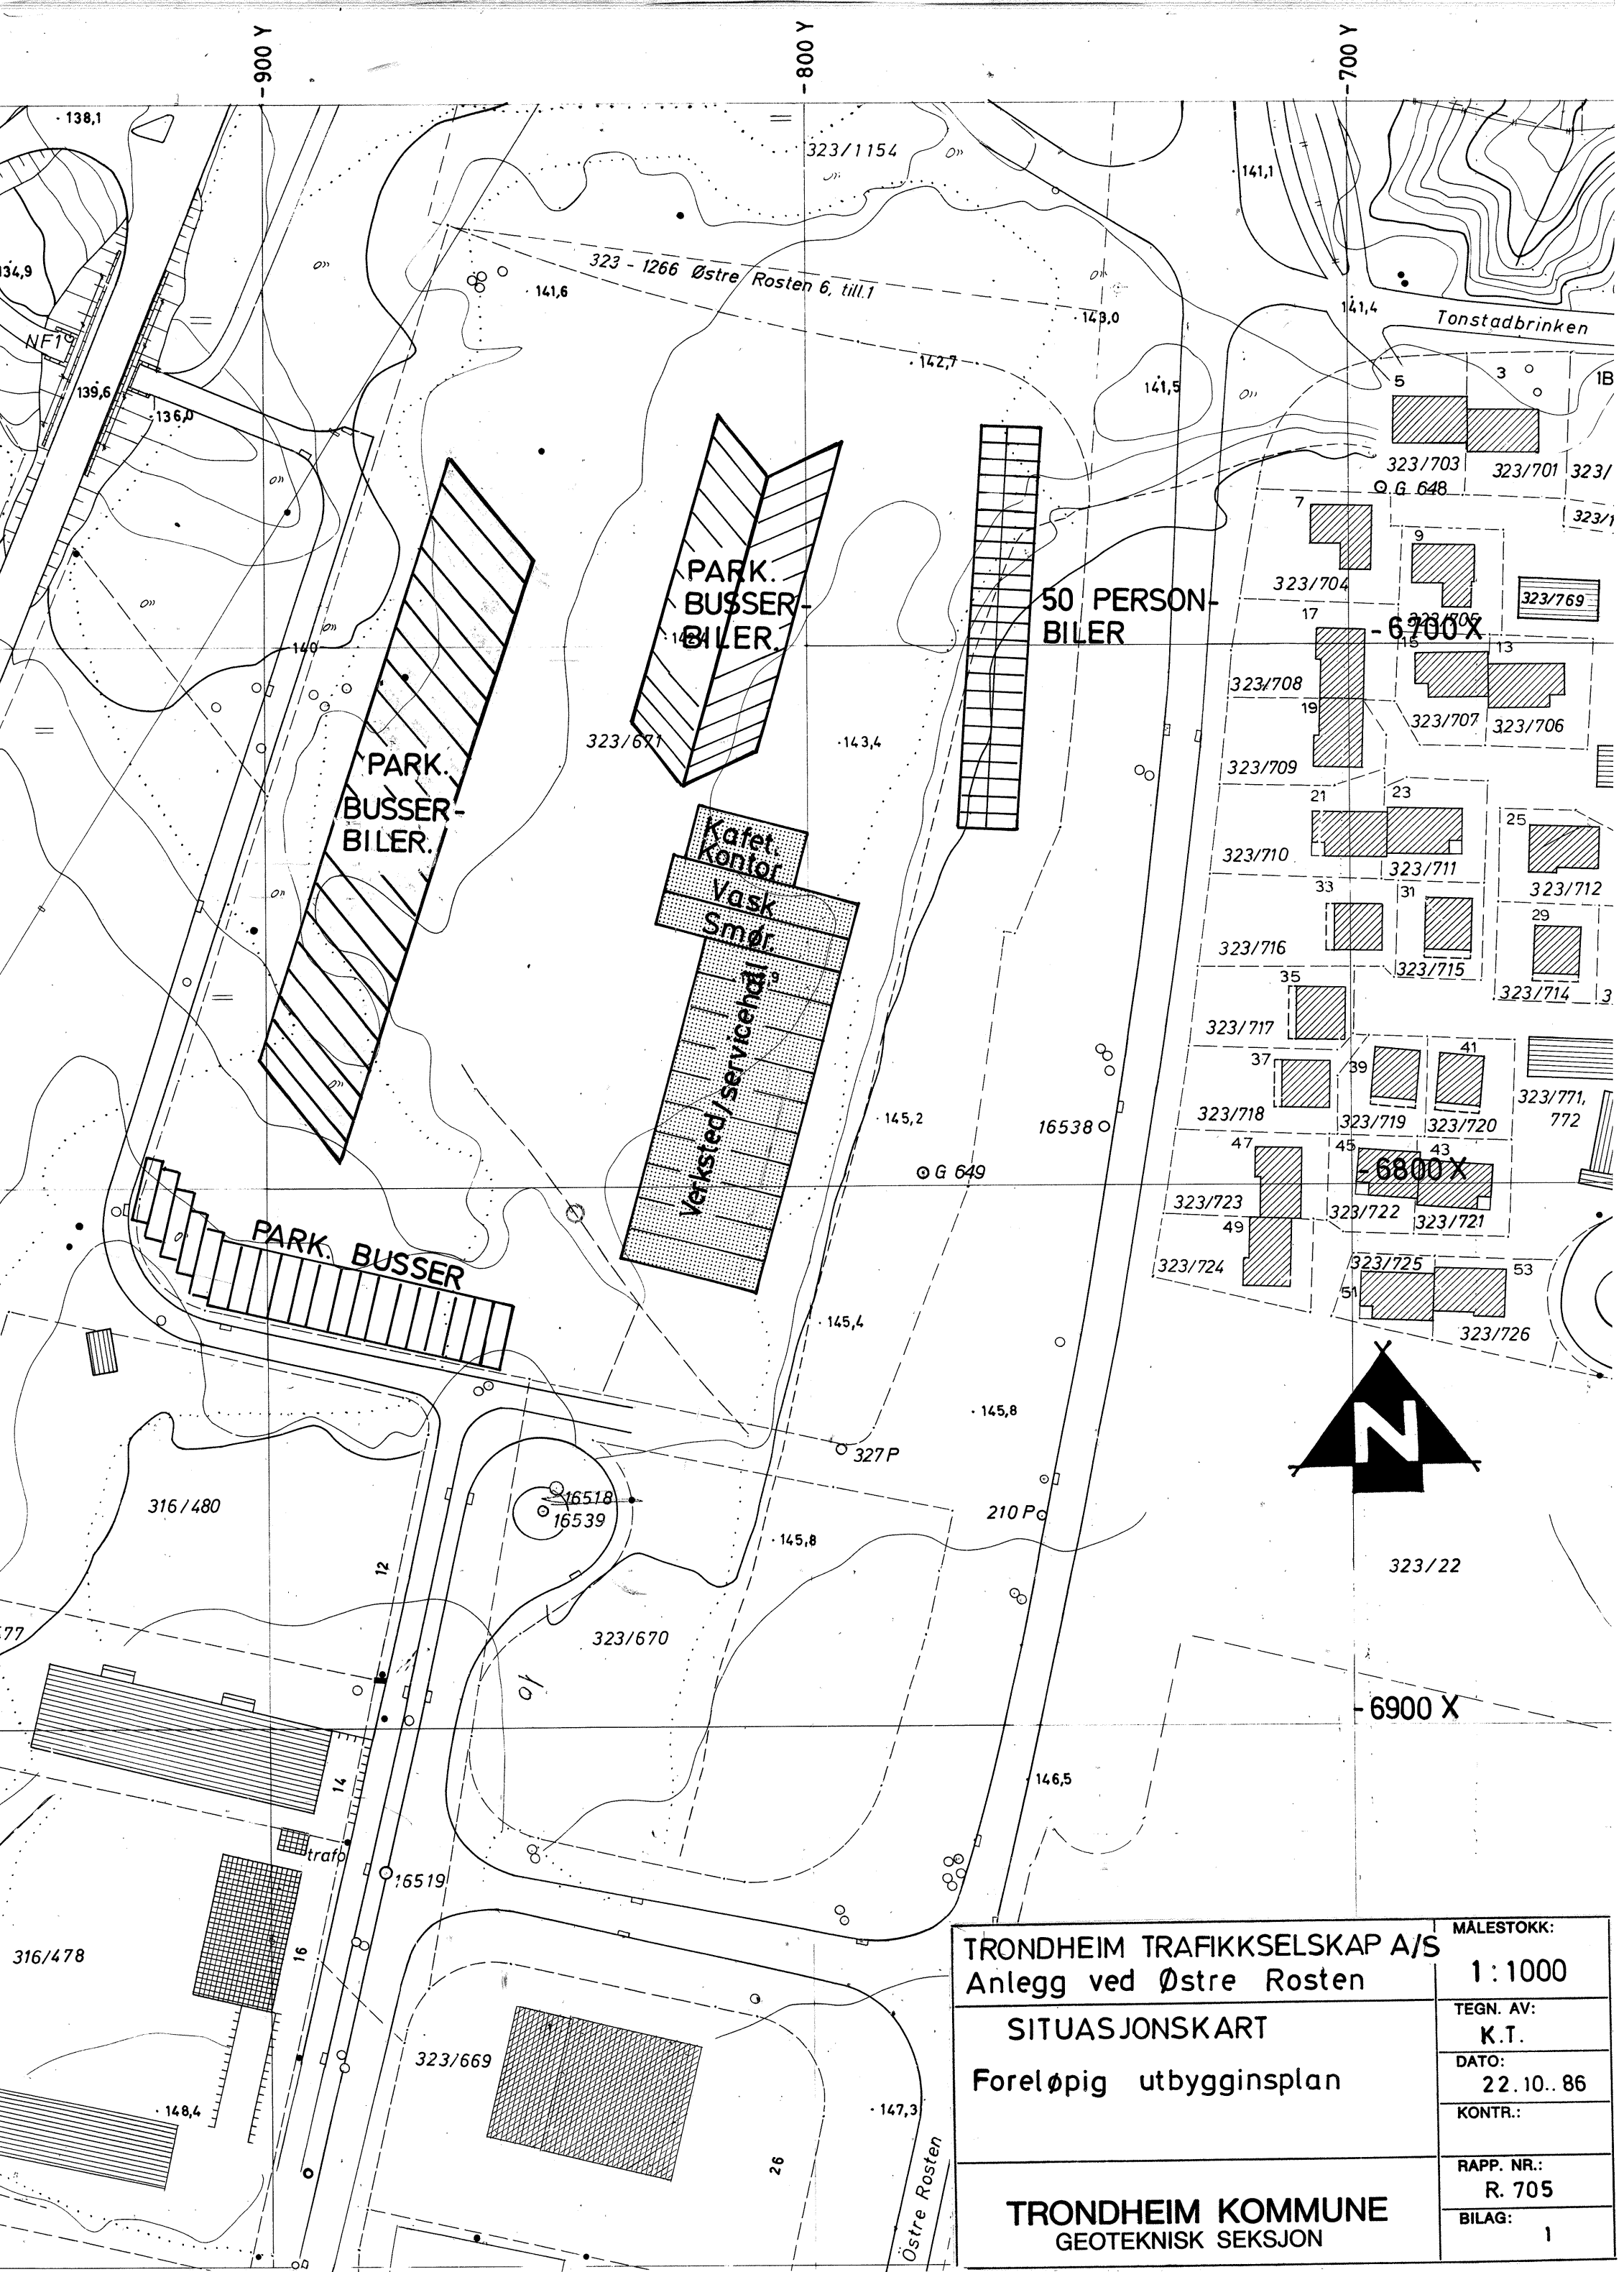 -900 Y
-800 Y
-700 Y
138,1
323/1154
141,1
134,9
323 - 1266 Østre Rosten 6, till.1
141,6
143,0
141,4
Tonstadbrinken
NF1
139,6
136,0
142,7
141,5
5
3
1B
323/703
323/701
323/
G 648
323/1
7
9
323/704
323/769
PARK.
BUSSER-
BILER.
50 PERSON-
BILER
17
323/705
-6700 X
15
13
140
323/708
19
323/707
323/706
323/671
143,4
323/709
PARK.
BUSSER-
BILER.
21
23
25
Kafet.
Kontor
Vask
Smør.
Verksted/servicehall
323/710
323/711
323/712
33
31
29
323/716
323/715
323/714
3
35
323/717
37
39
41
323/718
323/719
323/720
323/771,
772
145,2
16538
G 649
47
45
43
-6800 X
323/723
323/722
323/721
49
PARK. BUSSER
323/724
323/725
53
51
323/726
145,4
N
145,8
327 P
316/480
16518
16539
210 P
145,8
12
323/22
77
323/670
-6900 X
14
146,5
trafo
16519
316/478
16
323/669
148,4
147,3
26
Östre Rosten
TRONDHEIM TRAFIKKSELSKAP A/S
Anlegg ved Østre Rosten
SITUASJONSKART
Foreløpig utbygginsplan
TRONDHEIM KOMMUNE
GEOTEKNISK SEKSJON
MÅLESTOKK:
1:1000
TEGN. AV:
K.T.
DATO:
22.10..86
KONTR.:
RAPP. NR.:
R. 705
BILAG:
1